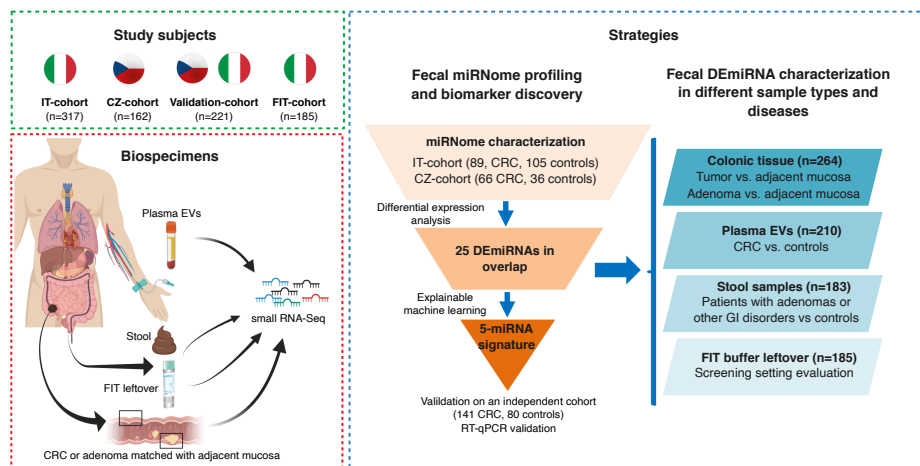 Study subjects
IT-cohort
(n=317)
CZ-cohort
(n=162)
Validation-cohort
(n=221)
FIT-cohort
(n=185)
Biospecimens
Plasma EVs
small RNA-Seq
Stool
FIT leftover
CRC or adenoma matched with adjacent mucosa
Strategies
Fecal miRNome profiling
and biomarker discovery
miRNome characterization
IT-cohort (89, CRC, 105 controls)
CZ-cohort (66 CRC, 36 controls)
Differential expression
analysis
25 DEmiRNAs in
overlap
Explainable
machine learning
5-miRNA
signature
Valildation on an independent cohort
(141 CRC, 80 controls)
RT-qPCR validation
Fecal DEmiRNA characterization
in different sample types and
diseases
Colonic tissue (n=264)
Tumor vs. adjacent mucosa
Adenoma vs. adjacent mucosa
Plasma EVs (n=210)
CRC vs. controls
Stool samples (n=183)
Patients with adenomas or
other GI disorders vs controls
FIT buffer leftover (n=185)
Screening setting evaluation